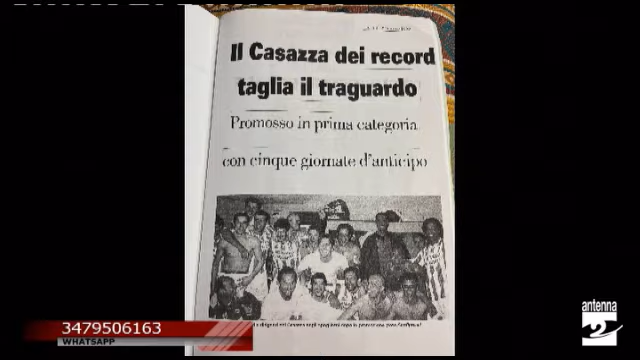 Il Casazza dei record
taglia il traguardo
Promosso in prima categoria
con cinque giornate d'anticipo
3479506163
WHATSAPP
antenna
2